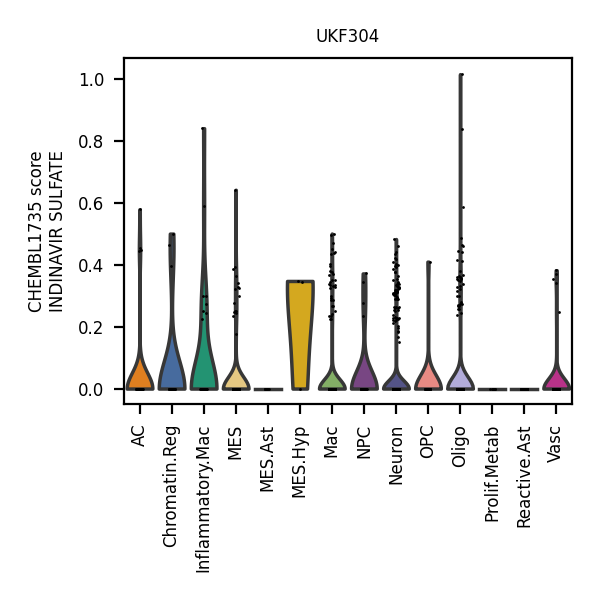 UKF304
CHEMBL1735 score
INDINAVIR SULFATE
1.0
0.8
0.6
0.4
0.2
0.0
AC
Chromatin.Reg
Inflammatory.Mac
MES
MES.Ast
MES.Hyp
Mac
NPC
Neuron
OPC
Oligo
Prolif.Metab
Reactive.Ast
Vasc